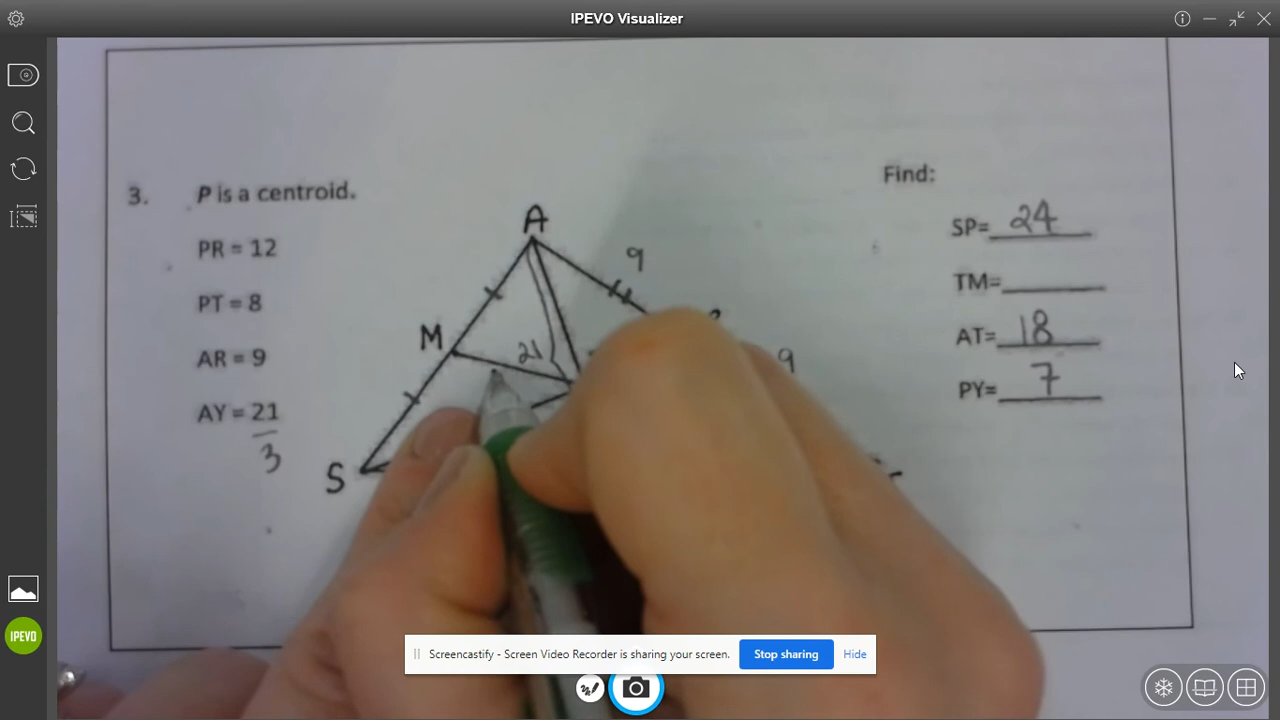 IPEVO Visualizer
3. P is a centroid.
PR = 12
PT = 8
AR = 9
AY = 21
3
A
9
M
21
9
S
Find:
SP= 24
TM=
AT= 18
PY= 7
IPEVO
Screencastify - Screen Video Recorder is sharing your screen.
Stop sharing
Hide